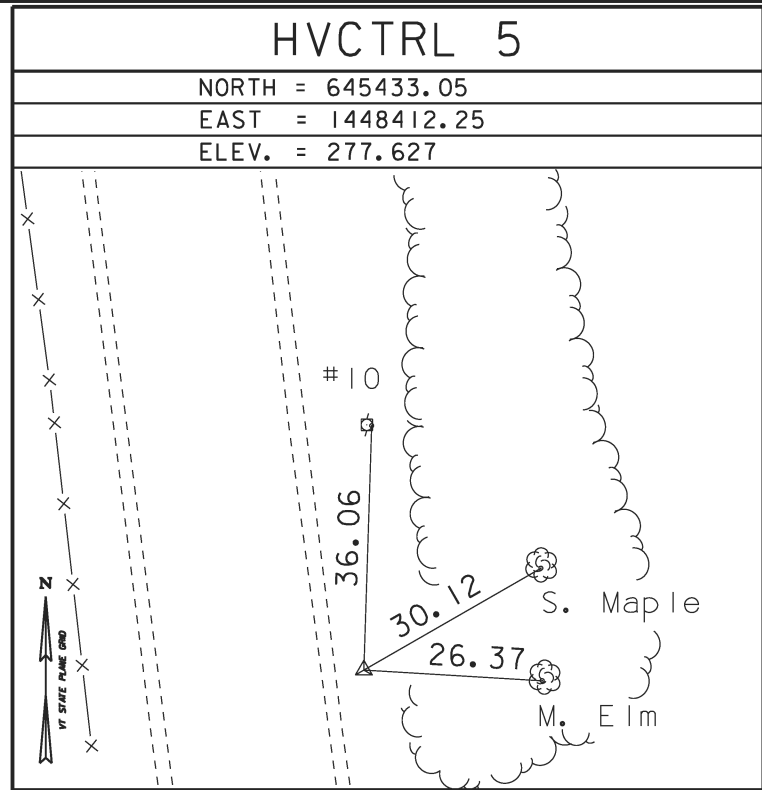 HVCTRL 5
NORTH = 645433.05
EAST = 1448412.25
ELEV. = 277.627
#10
36.06
30.12
S. Maple
26.37
M. Elm
N
VT STATE PLANE GRID